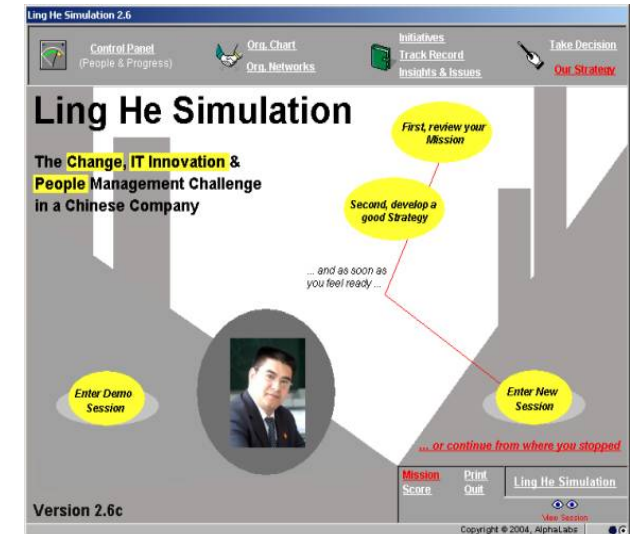 Ling He Simulation 2.6
Control Panel
(People & Progress)
Org. Chart
Org. Networks
Initiatives
Track Record
Insights & Issues
Take Decision
Our Strategy
Ling He Simulation
The Change, IT Innovation &
People Management Challenge
in a Chinese Company
First, review your
Mission
Second, develop a
good Strategy
... and as soon as
you feel ready ...
Enter Demo
Session
Enter New
Session
... or continue from where you stopped
Mission
Print
Score
Quit
Ling He Simulation
View Session
Version 2.6c
Copyright © 2004, AlphaLabs